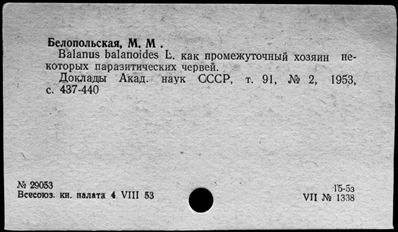 Белопольская, М. М .
Balanus balanoides L. как промежуточный хозяин не-
которых паразитических червей.
Доклады Акад. наук СССР, т. 91, № 2, 1953,
с. 437-440
№ 29053
Всесоюз. кн. палата 4 VIII 53
15-53
VII № 1338